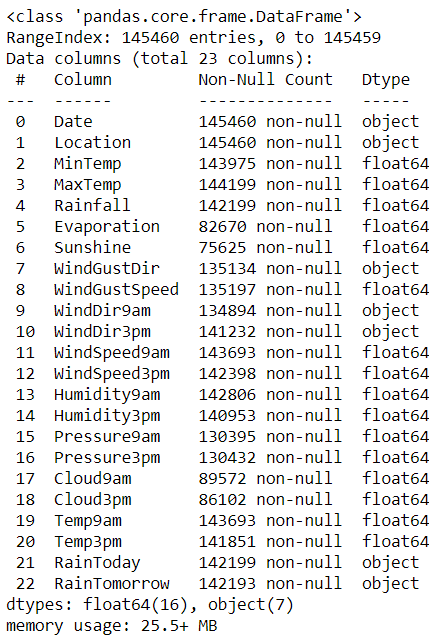 <class 'pandas.core.frame.DataFrame'>
RangeIndex: 145460 entries, 0 to 145459
Data columns (total 23 columns):
 #   Column         Non-Null Count   Dtype
---  ------         --------------   -----
 0   Date           145460 non-null  object
 1   Location       145460 non-null  object
 2   MinTemp        143975 non-null  float64
 3   MaxTemp        144199 non-null  float64
 4   Rainfall       142199 non-null  float64
 5   Evaporation    82670 non-null   float64
 6   Sunshine       75625 non-null   float64
 7   WindGustDir    135134 non-null  object
 8   WindGustSpeed  135197 non-null  float64
 9   WindDir9am     134894 non-null  object
 10  WindDir3pm     141232 non-null  object
 11  WindSpeed9am   143693 non-null  float64
 12  WindSpeed3pm   142398 non-null  float64
 13  Humidity9am    142806 non-null  float64
 14  Humidity3pm    140953 non-null  float64
 15  Pressure9am    130395 non-null  float64
 16  Pressure3pm    130432 non-null  float64
 17  Cloud9am       89572 non-null   float64
 18  Cloud3pm       86102 non-null   float64
 19  Temp9am        143693 non-null  float64
 20  Temp3pm        141851 non-null  float64
 21  RainToday      142199 non-null  object
 22  RainTomorrow   142193 non-null  object
dtypes: float64(16), object(7)
memory usage: 25.5+ MB